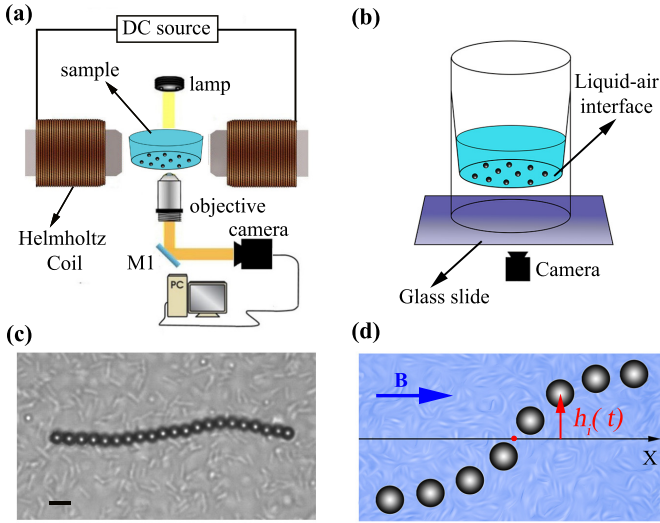 (a)
DC source
sample
lamp
objective
camera
Helmholtz
Coil
M1
PC
(b)
Liquid-air
interface
Camera
Glass slide
(c)
(d)
B
hᵢ( t)
X